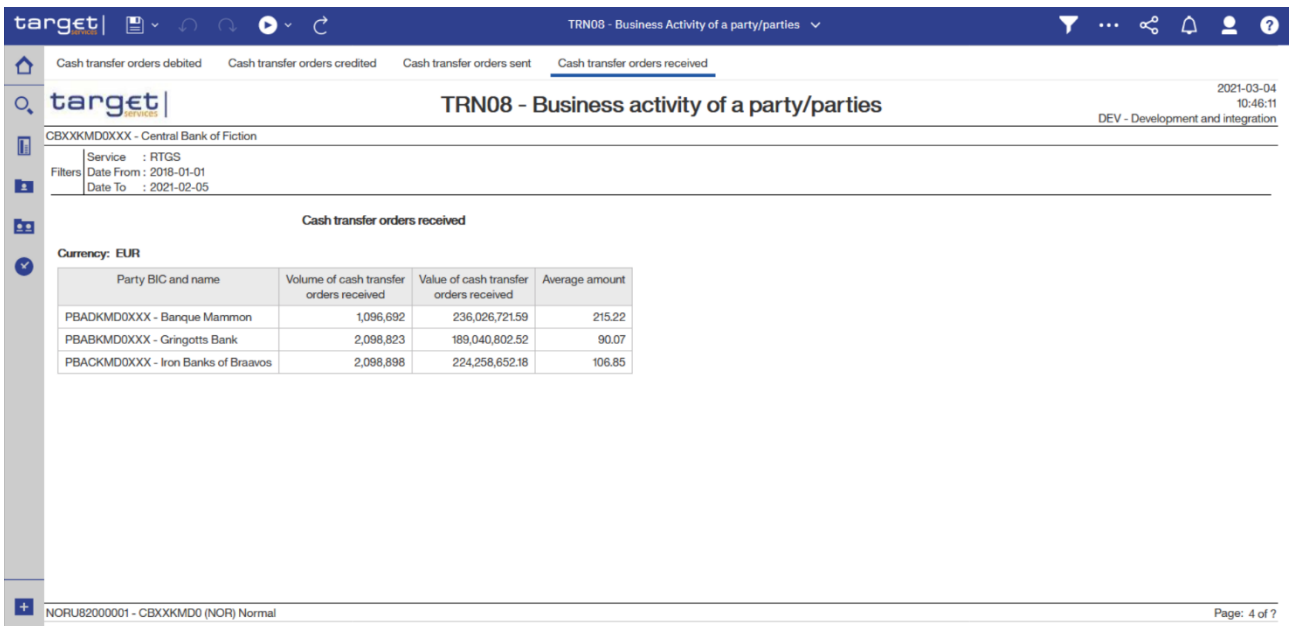 target|
services
TRN08 - Business Activity of a party/parties
Cash transfer orders debited
Cash transfer orders credited
Cash transfer orders sent
Cash transfer orders received
target|
services
TRN08 - Business activity of a party/parties
2021-03-04
10:46:11
DEV - Development and integration
CBXXKMD0XXX - Central Bank of Fiction
Filters
Service : RTGS
Date From : 2018-01-01
Date To : 2021-02-05
Cash transfer orders received
Currency: EUR
Party BIC and name
Volume of cash transfer
orders received
Value of cash transfer
orders received
Average amount
PBADKMD0XXX - Banque Mammon 1,096,692 236,026,721.59 215.22
PBABKMD0XXX - Gringotts Bank 2,098,823 189,040,802.52 90.07
PBACKMD0XXX - Iron Banks of Braavos 2,098,898 224,258,652.18 106.85
NORU82000001 - CBXXKMD0 (NOR) Normal
Page: 4 of ?